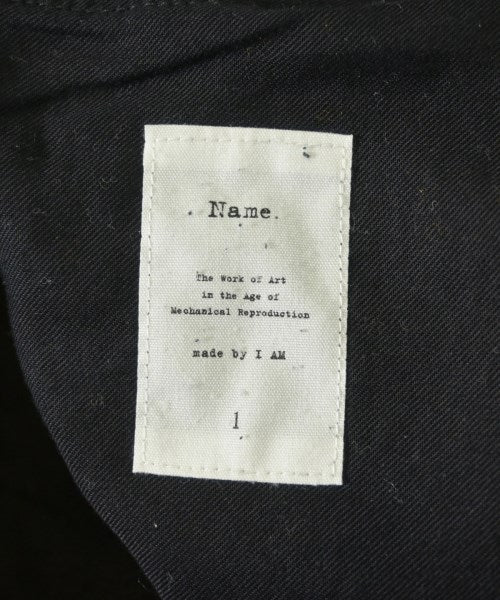 Name.
The Work of Art
in the Age of
Mechanical Reproduction
made by I AM
1